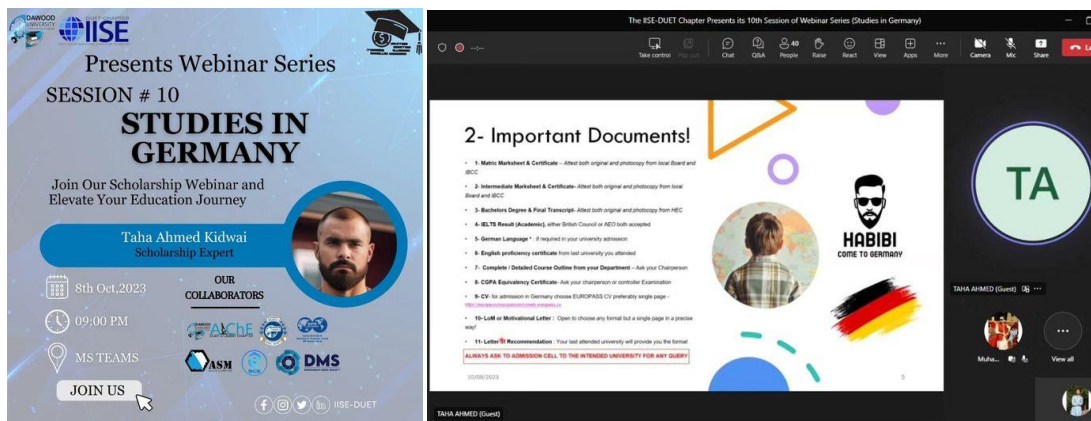 DAWOOD
UNIVERSITY
DUET-CHAPTER
IISE
Presents Webinar Series
SESSION # 10
STUDIES IN
GERMANY
Join Our Scholarship Webinar and
Elevate Your Education Journey
Taha Ahmed Kidwai
Scholarship Expert
8th Oct,2023
09:00 PM
MS TEAMS
JOIN US
OUR
COLLABORATORS
AIChE
ASM
DMS
IISE-DUET
The IISE-DUET Chapter Presents its 10th Session of Webinar Series (Studies in Germany)
--:--
Take control
Pop out
Chat
Q&A
40
People
Raise
React
View
Apps
More
Camera
Mic
Share
2- Important Documents!
1- Matric Marksheet & Certificate – Attest both original and photocopy from local Board and
IBCC
2- Intermediate Marksheet & Certificate- Attest both original and photocopy from local
Board and IBCC
3- Bachelors Degree & Final Transcript- Attest both original and photocopy from HEC
4- IELTS Result (Academic), either British Council or AEO both accepted
5- German Language * : if required in your university admission
6- English proficiency certificate from last university you attended
7- Complete / Detailed Course Outline from your Department – Ask your Chairperson
8- CGPA Equivalency Certificate- Ask your chairperson or controller Examination
9- CV- for admission in Germany choose EUROPASS CV preferably single page -
10- LoM or Motivational Letter : Open to choose any format but a single page in a precise
way!
11- Letter Recommendation : Your last attended university will provide you the format
ALWAYS ASK TO ADMISSION CELL TO THE INTENDED UNIVERSITY FOR ANY QUERY
10/08/2023
5
HABIBI
COME TO GERMANY
TA
TAHA AHMED (Guest)
Muha...
View all
TAHA AHMED (Guest)